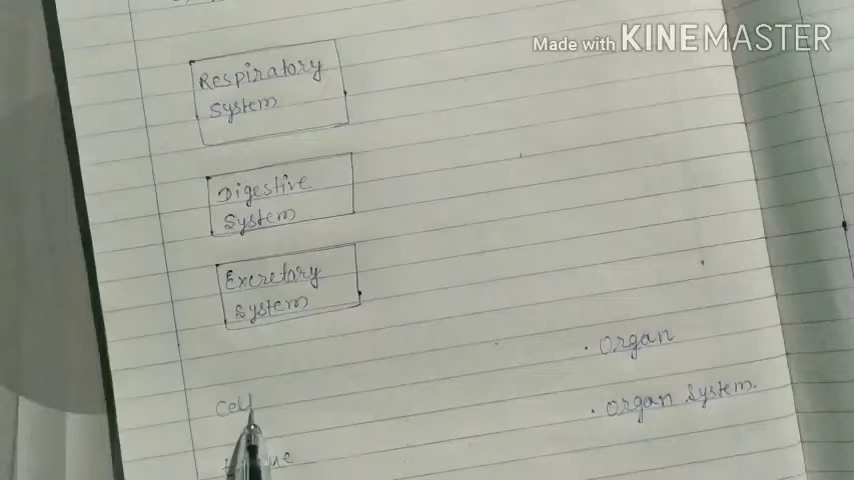 Made with KINEMASTER
Respiratory
System
Digestive
System
Excretory
System
• Organ
Cell
• Organ System.